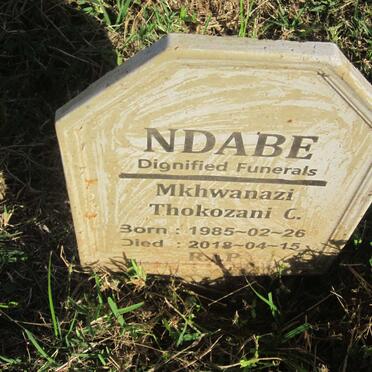 NDABE
Dignified Funerals
Mkhwanazi
Thokozani C.
Born : 1985-02-26
Died : 2018-04-15
R.I.P